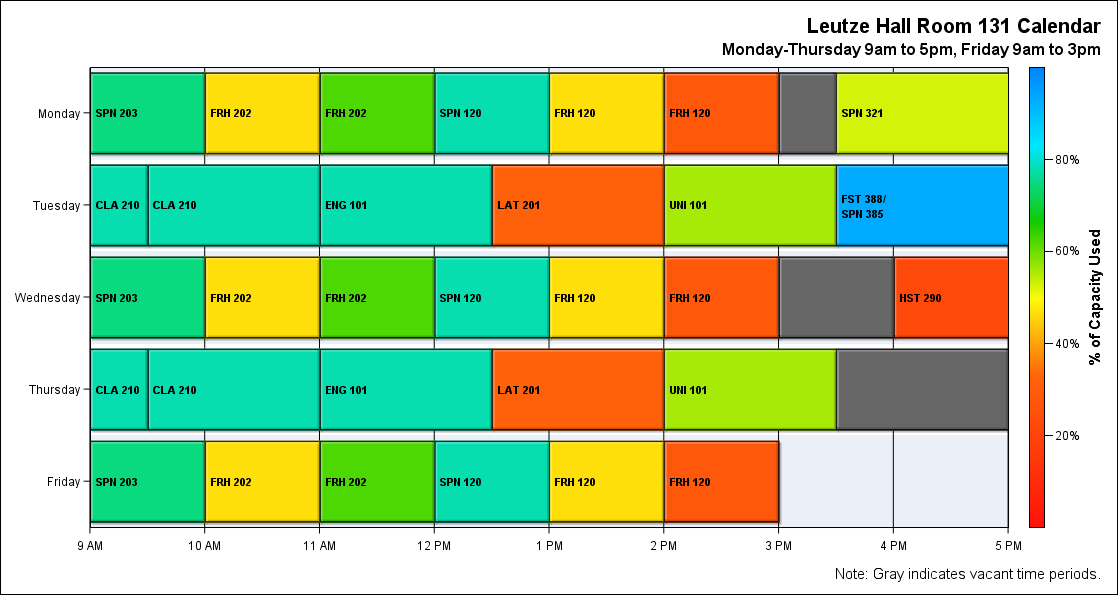 Leutze Hall Room 131 Calendar
Monday-Thursday 9am to 5pm, Friday 9am to 3pm
Monday
SPN 203
FRH 202
FRH 202
SPN 120
FRH 120
FRH 120
SPN 321
Tuesday
CLA 210
CLA 210
ENG 101
LAT 201
UNI 101
FST 388/
SPN 385
Wednesday
SPN 203
FRH 202
FRH 202
SPN 120
FRH 120
FRH 120
HST 290
Thursday
CLA 210
CLA 210
ENG 101
LAT 201
UNI 101
Friday
SPN 203
FRH 202
FRH 202
SPN 120
FRH 120
FRH 120
9 AM
10 AM
11 AM
12 PM
1 PM
2 PM
3 PM
4 PM
5 PM
80%
60%
40%
20%
% of Capacity Used
Note: Gray indicates vacant time periods.